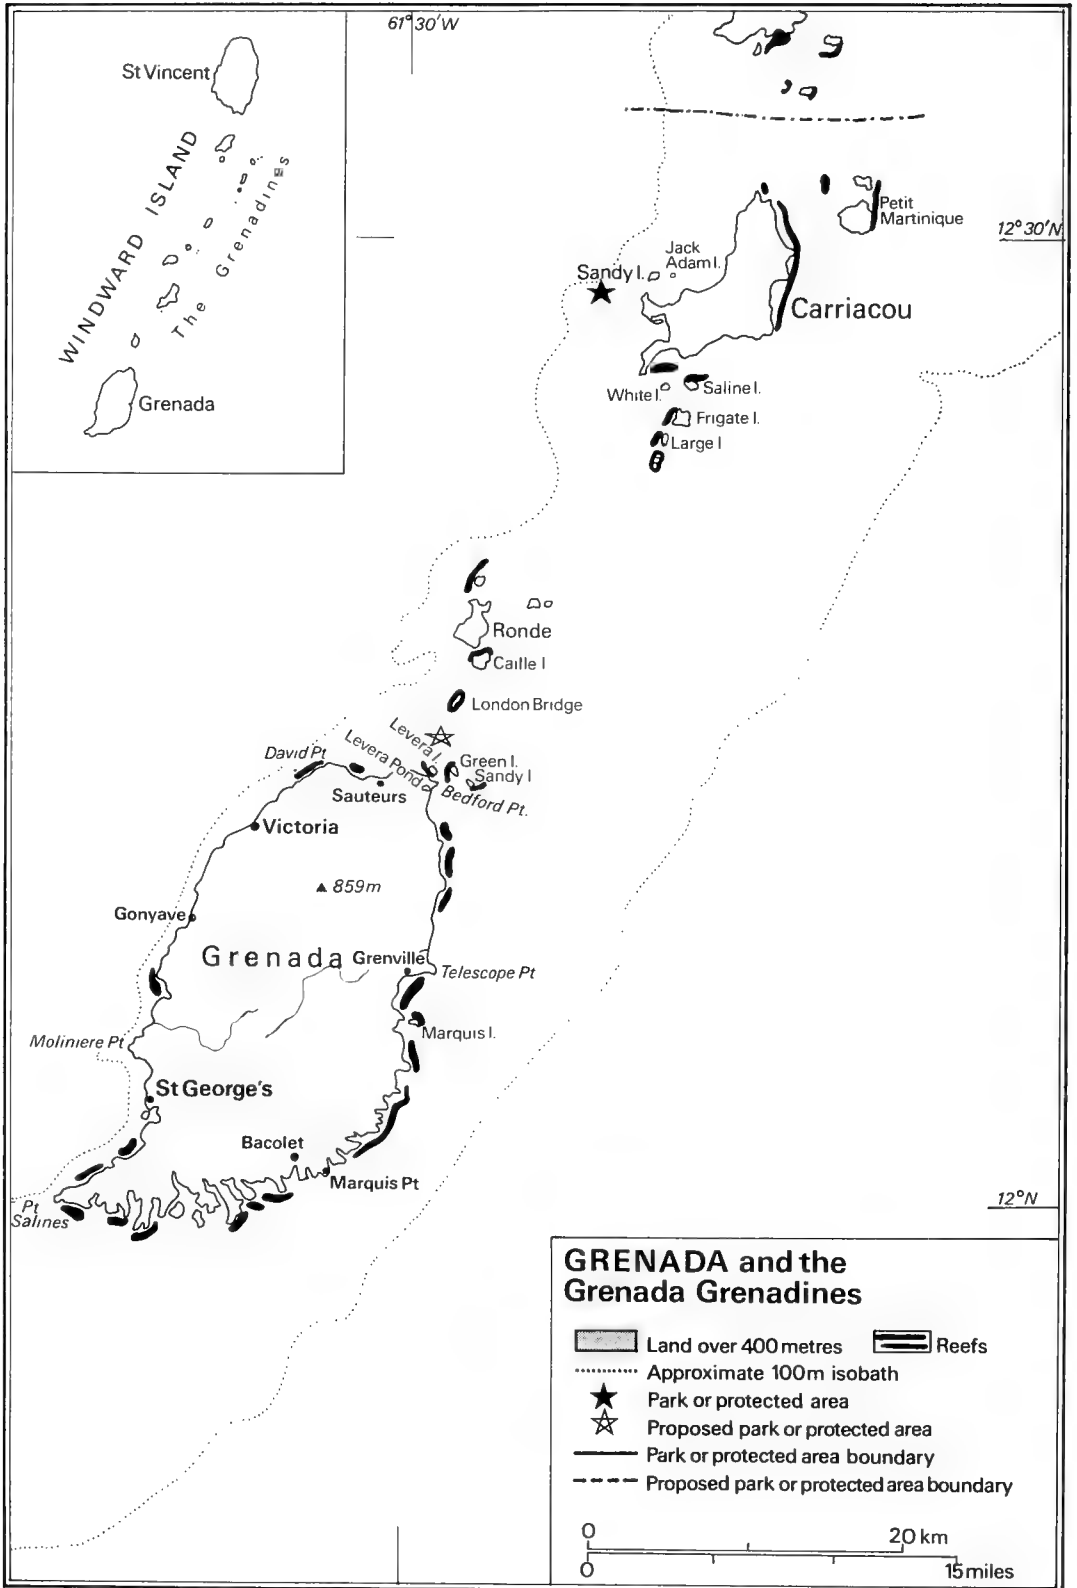 61°30'W
St Vincent
WINDWARD ISLAND
The Grenadines
Grenada
Petit
Martinique
12°30'N
Jack
Adam I.
Sandy I.
Carriacou
White I.
Saline I.
Frigate I.
Large I
Ronde
Caille I
London Bridge
Levera I.
Levera Pond
Green I.
Sandy I
Bedford Pt.
David Pt
Sauteurs
Victoria
859m
Gonyave
Grenada
Grenville
Telescope Pt
Marquis I.
Moliniere Pt
St George's
Bacolet
Marquis Pt
Pt
Salines
12°N
GRENADA and the
Grenada Grenadines
Land over 400 metres
Reefs
Approximate 100m isobath
Park or protected area
Proposed park or protected area
Park or protected area boundary
Proposed park or protected area boundary
0 20 km
0 15 miles